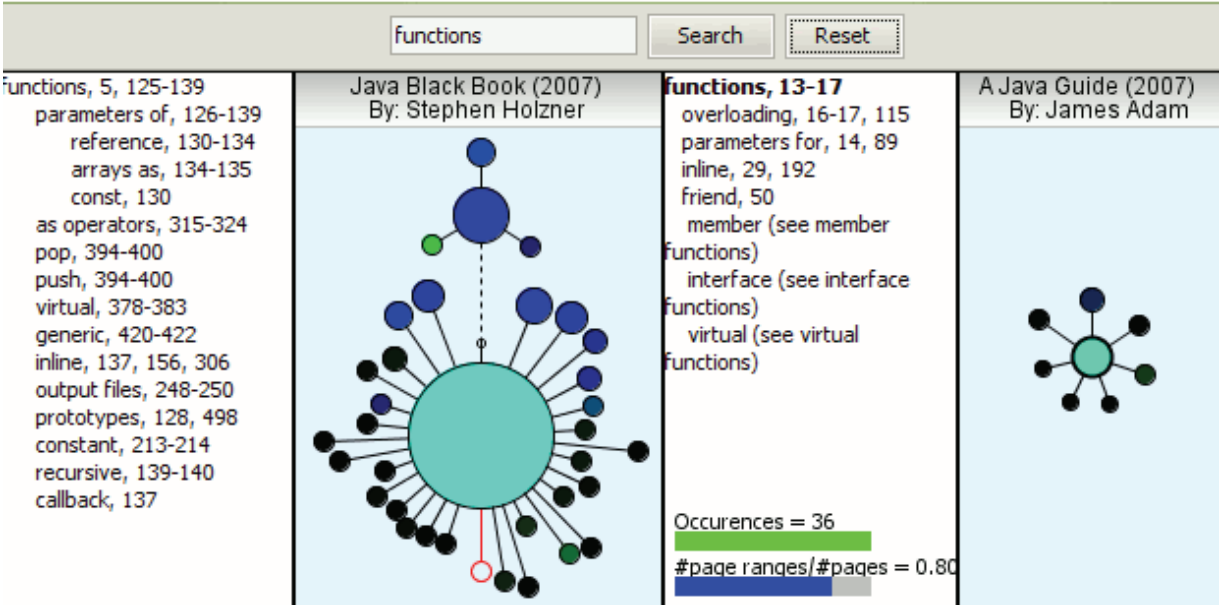 functions
Search
Reset
functions, 5, 125-139
parameters of, 126-139
reference, 130-134
arrays as, 134-135
const, 130
as operators, 315-324
pop, 394-400
push, 394-400
virtual, 378-383
generic, 420-422
inline, 137, 156, 306
output files, 248-250
prototypes, 128, 498
constant, 213-214
recursive, 139-140
callback, 137
Java Black Book (2007)
By: Stephen Holzner
functions, 13-17
overloading, 16-17, 115
parameters for, 14, 89
inline, 29, 192
friend, 50
member (see member
functions)
interface (see interface
functions)
virtual (see virtual
functions)
Occurences = 36
#page ranges/#pages = 0.80
A Java Guide (2007)
By: James Adam